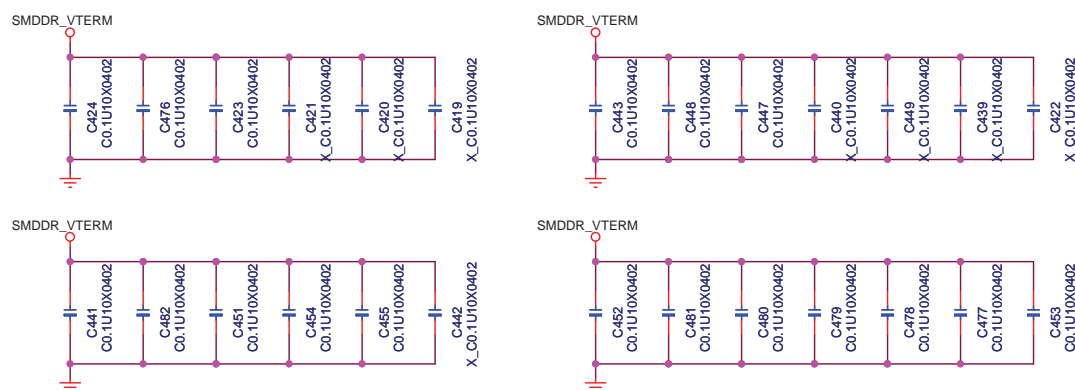 SMDDR_VTERM
C424
C0.1U10X0402
C476
C0.1U10X0402
C423
C0.1U10X0402
C421
X_C0.1U10X0402
C420
X_C0.1U10X0402
C419
X_C0.1U10X0402
SMDDR_VTERM
C443
C0.1U10X0402
C448
C0.1U10X0402
C447
C0.1U10X0402
C440
X_C0.1U10X0402
C449
X_C0.1U10X0402
C439
X_C0.1U10X0402
C422
X_C0.1U10X0402
SMDDR_VTERM
C441
C0.1U10X0402
C482
C0.1U10X0402
C451
C0.1U10X0402
C454
C0.1U10X0402
C455
C0.1U10X0402
C442
X_C0.1U10X0402
SMDDR_VTERM
C452
C0.1U10X0402
C481
C0.1U10X0402
C480
C0.1U10X0402
C479
C0.1U10X0402
C478
C0.1U10X0402
C477
C0.1U10X0402
C453
C0.1U10X0402